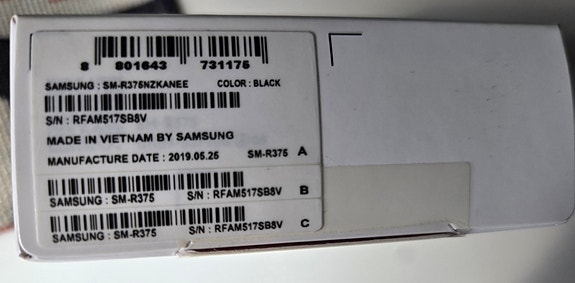 8 801643 731175
SAMSUNG : SM-R375NZKANEE COLOR : BLACK
S/N : RFAM517SB8V
MADE IN VIETNAM BY SAMSUNG
MANUFACTURE DATE : 2019.05.25 SM-R375 A
SAMSUNG : SM-R375 S/N : RFAM517SB8V B
SAMSUNG : SM-R375 S/N : RFAM517SB8V C